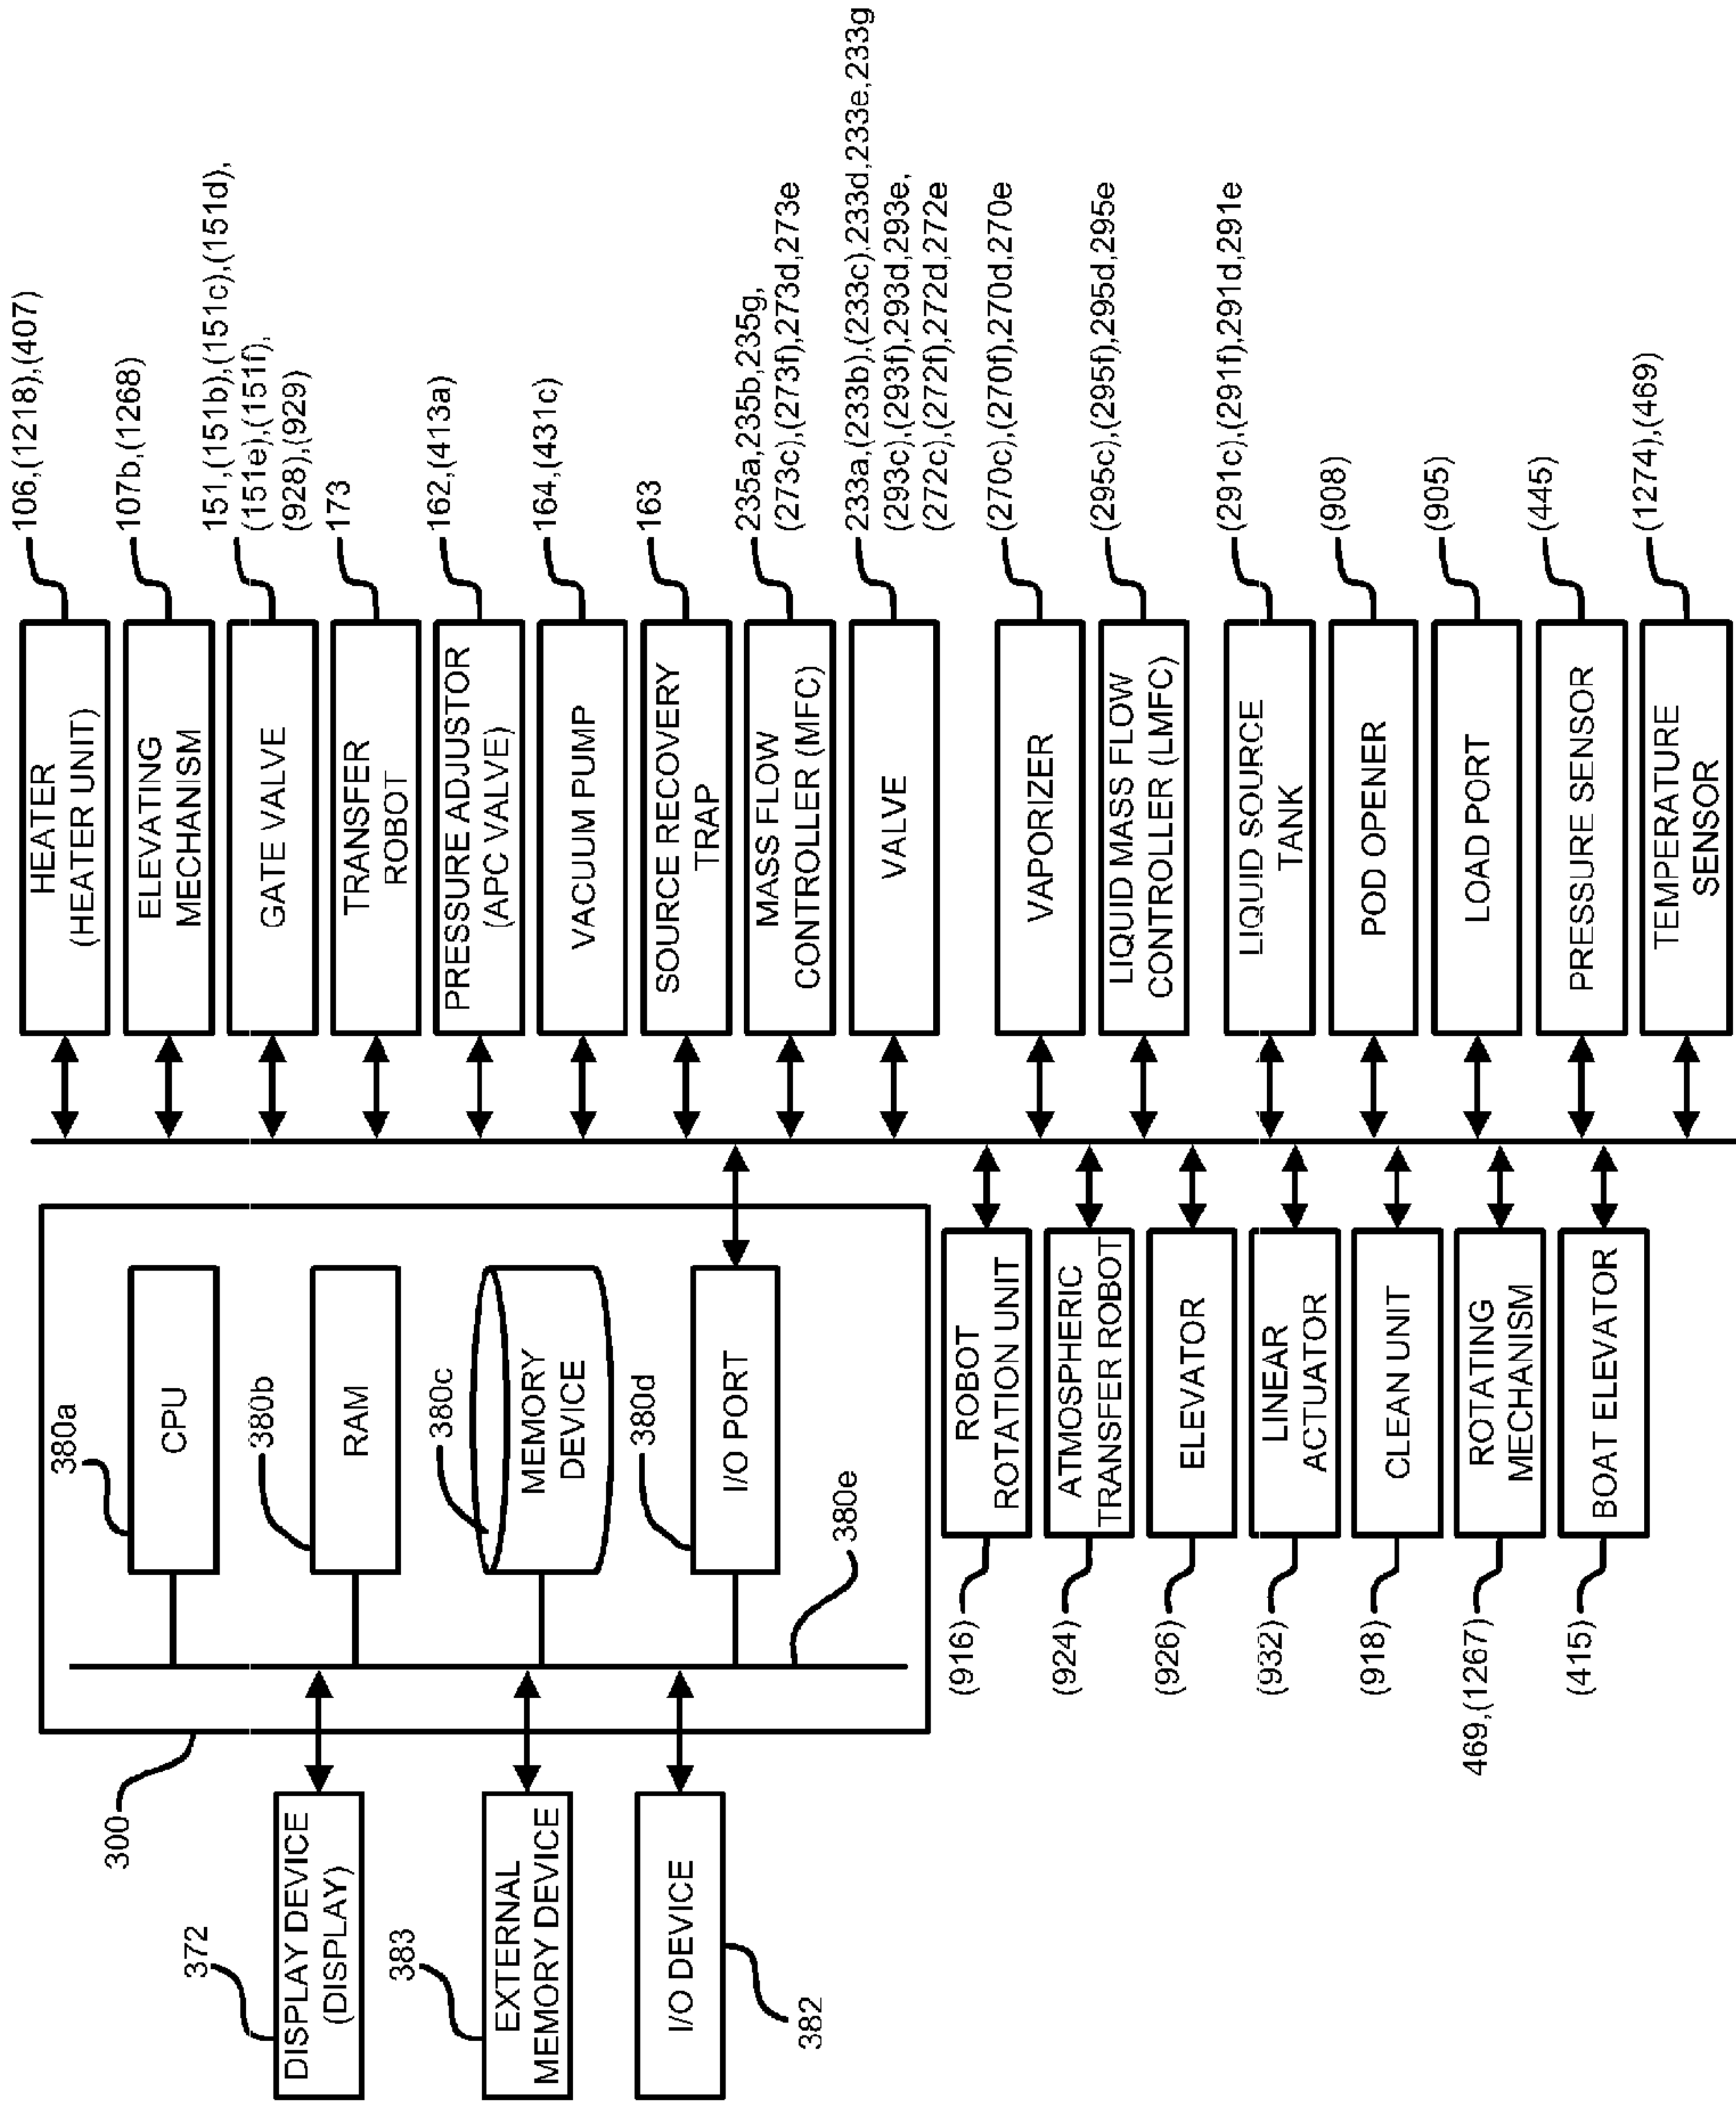 372
DISPLAY DEVICE
(DISPLAY)
383
EXTERNAL
MEMORY DEVICE
I/O DEVICE
382
300
380a
CPU
380b
RAM
380c
MEMORY
DEVICE
380d
I/O PORT
380e
(916)
ROBOT
ROTATION UNIT
(924)
ATMOSPHERIC
TRANSFER ROBOT
(926)
ELEVATOR
(932)
LINEAR
ACTUATOR
(918)
CLEAN UNIT
469,(1267)
ROTATING
MECHANISM
(415)
BOAT ELEVATOR
HEATER
(HEATER UNIT)
106,(1218),(407)
ELEVATING
MECHANISM
107b,(1268)
GATE VALVE
151,(151b),(151c),(151d),
(151e),(151f),
(928),(929)
TRANSFER
ROBOT
173
PRESSURE ADJUSTOR
(APC VALVE)
162,(413a)
VACUUM PUMP
164,(431c)
SOURCE RECOVERY
TRAP
163
MASS FLOW
CONTROLLER (MFC)
235a,235b,235g,
(273c),(273f),273d,273e
VALVE
233a,(233b),(233c),233d,233e,233g
(293c),(293f),293d,293e,
(272c),(272f),272d,272e
VAPORIZER
(270c),(270f),270d,270e
LIQUID MASS FLOW
CONTROLLER (LMFC)
(295c),(295f),295d,295e
LIQUID SOURCE
TANK
(291c),(291f),291d,291e
POD OPENER
(908)
LOAD PORT
(905)
PRESSURE SENSOR
(445)
TEMPERATURE
SENSOR
(1274),(469)